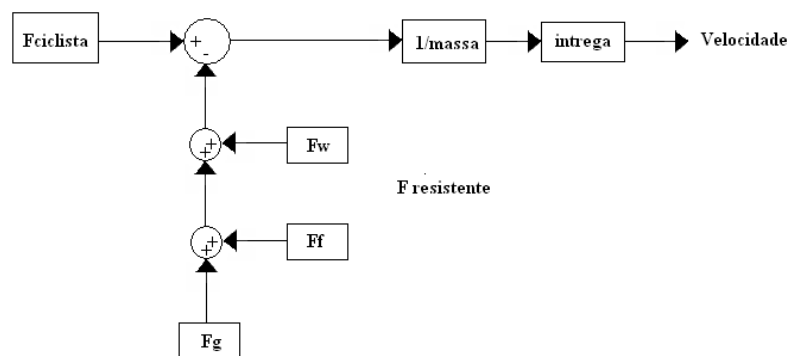 Fciclista
+
-
1/massa
intrega
Velocidade
+
+
Fw
F resistente
+
+
Ff
Fg